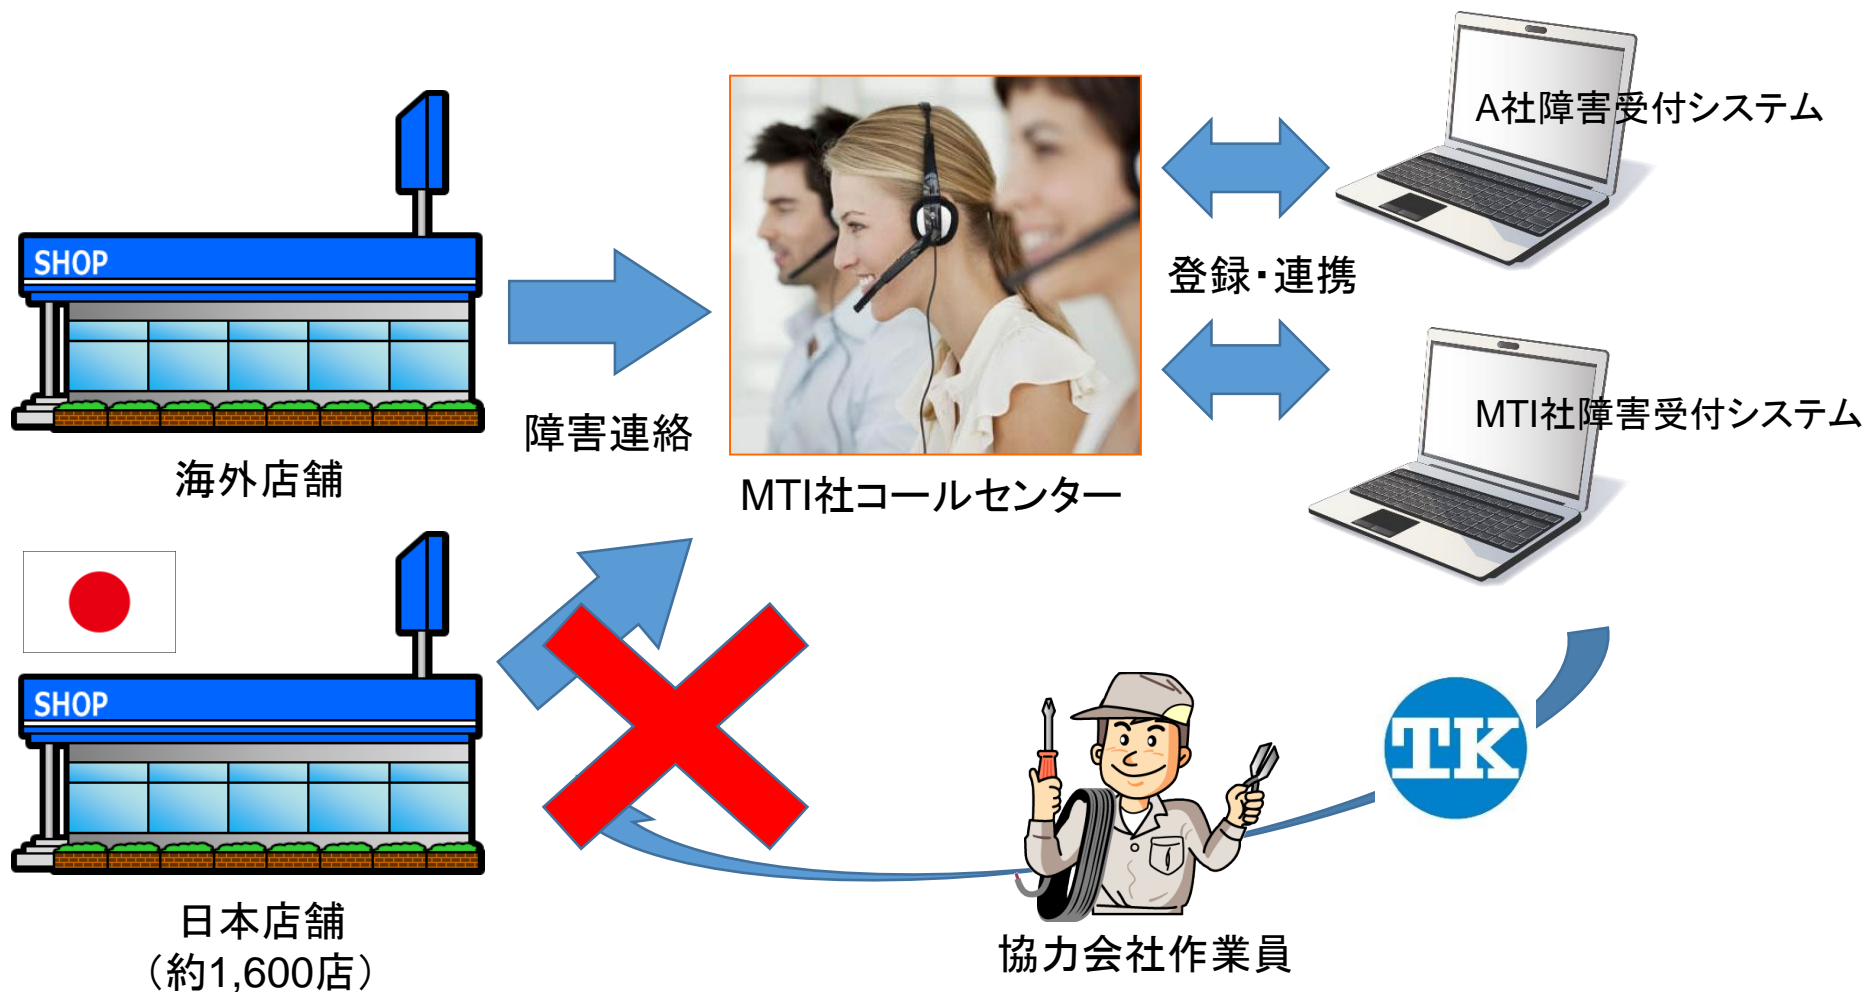 A社障害受付システム
SHOP
登録・連携
障害連絡
MTI社障害受付システム
海外店舗
MTI社コールセンター
SHOP
TK
日本店舗
（約1,600店）
協力会社作業員